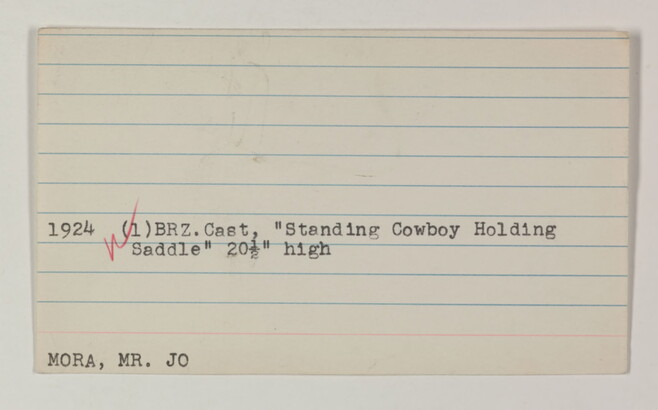 1924 (1)BRZ.Cast, "Standing Cowboy Holding
Saddle" 20½" high
MORA, MR. JO